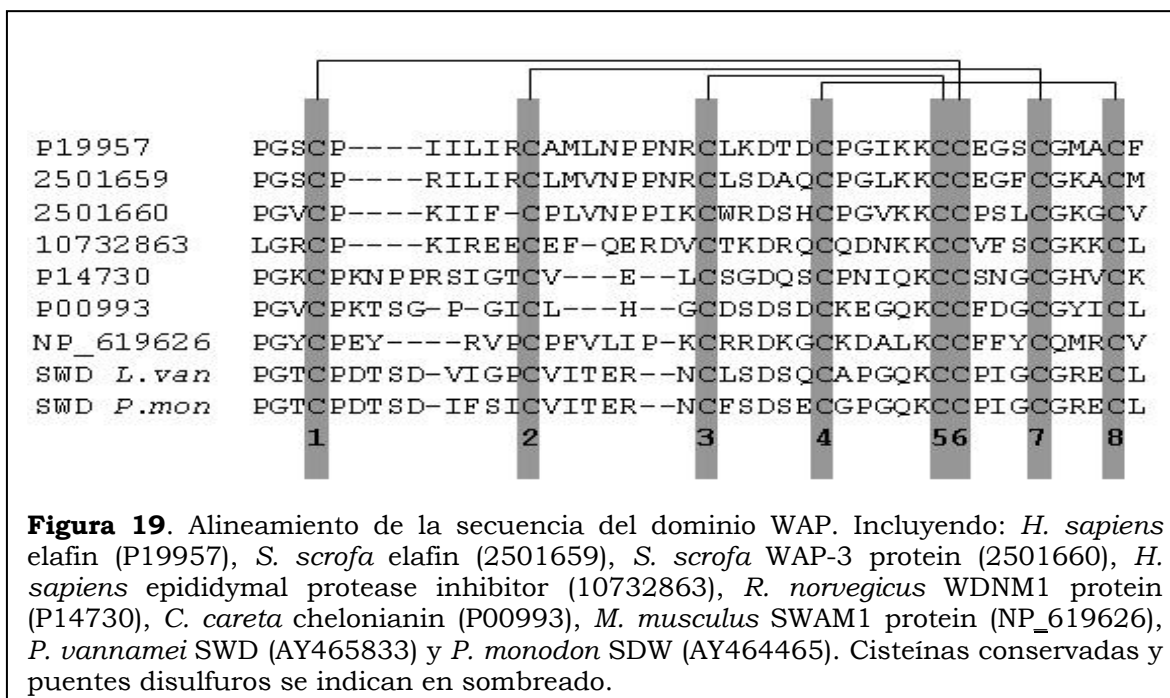 P19957 PGSCP----IILIRCAMLNPPNRCLKDTDCPGIKKCCEGSCGMACF
2501659 PGSCP----RILIRCLMVNPPNRCLSDAQCPGLKKCCEGFCGKACM
2501660 PGVCP----KIIF-CPLVNPPIKCWRDSHCPGVKKCCPSLCGKGCV
10732863 LGRCP----KIREECEF-QERDVCTKDRQCQDNKKCCVFSCGKKCL
P14730 PGKCPKNPPRSIGTCV---E--LCSGDQSCPNIQKCCSNGCGHVCK
P00993 PGVCPKTSG-P-GICL---H--GCDSDSDCKEGQKCCFDGCGYICL
NP_619626 PGYCPEY----RVPCPFVLIP-KCRRDKGCKDALKCCFFYCQMRCV
SWD L.van PGTCPDTSD-VIGPCVITER--NCLSDSQCAPGQKCCPIGCGRECL
SWD P.mon PGTCPDTSD-IFSICVITER--NCFSDSECGPGQKCCPIGCGRECL
1 2 3 4 56 7 8
Figura 19. Alineamiento de la secuencia del dominio WAP. Incluyendo: H. sapiens
elafin (P19957), S. scrofa elafin (2501659), S. scrofa WAP-3 protein (2501660), H.
sapiens epididymal protease inhibitor (10732863), R. norvegicus WDNM1 protein
(P14730), C. careta chelonianin (P00993), M. musculus SWAM1 protein (NP_619626),
P. vannamei SWD (AY465833) y P. monodon SDW (AY464465). Cisteínas conservadas y
puentes disulfuros se indican en sombreado.